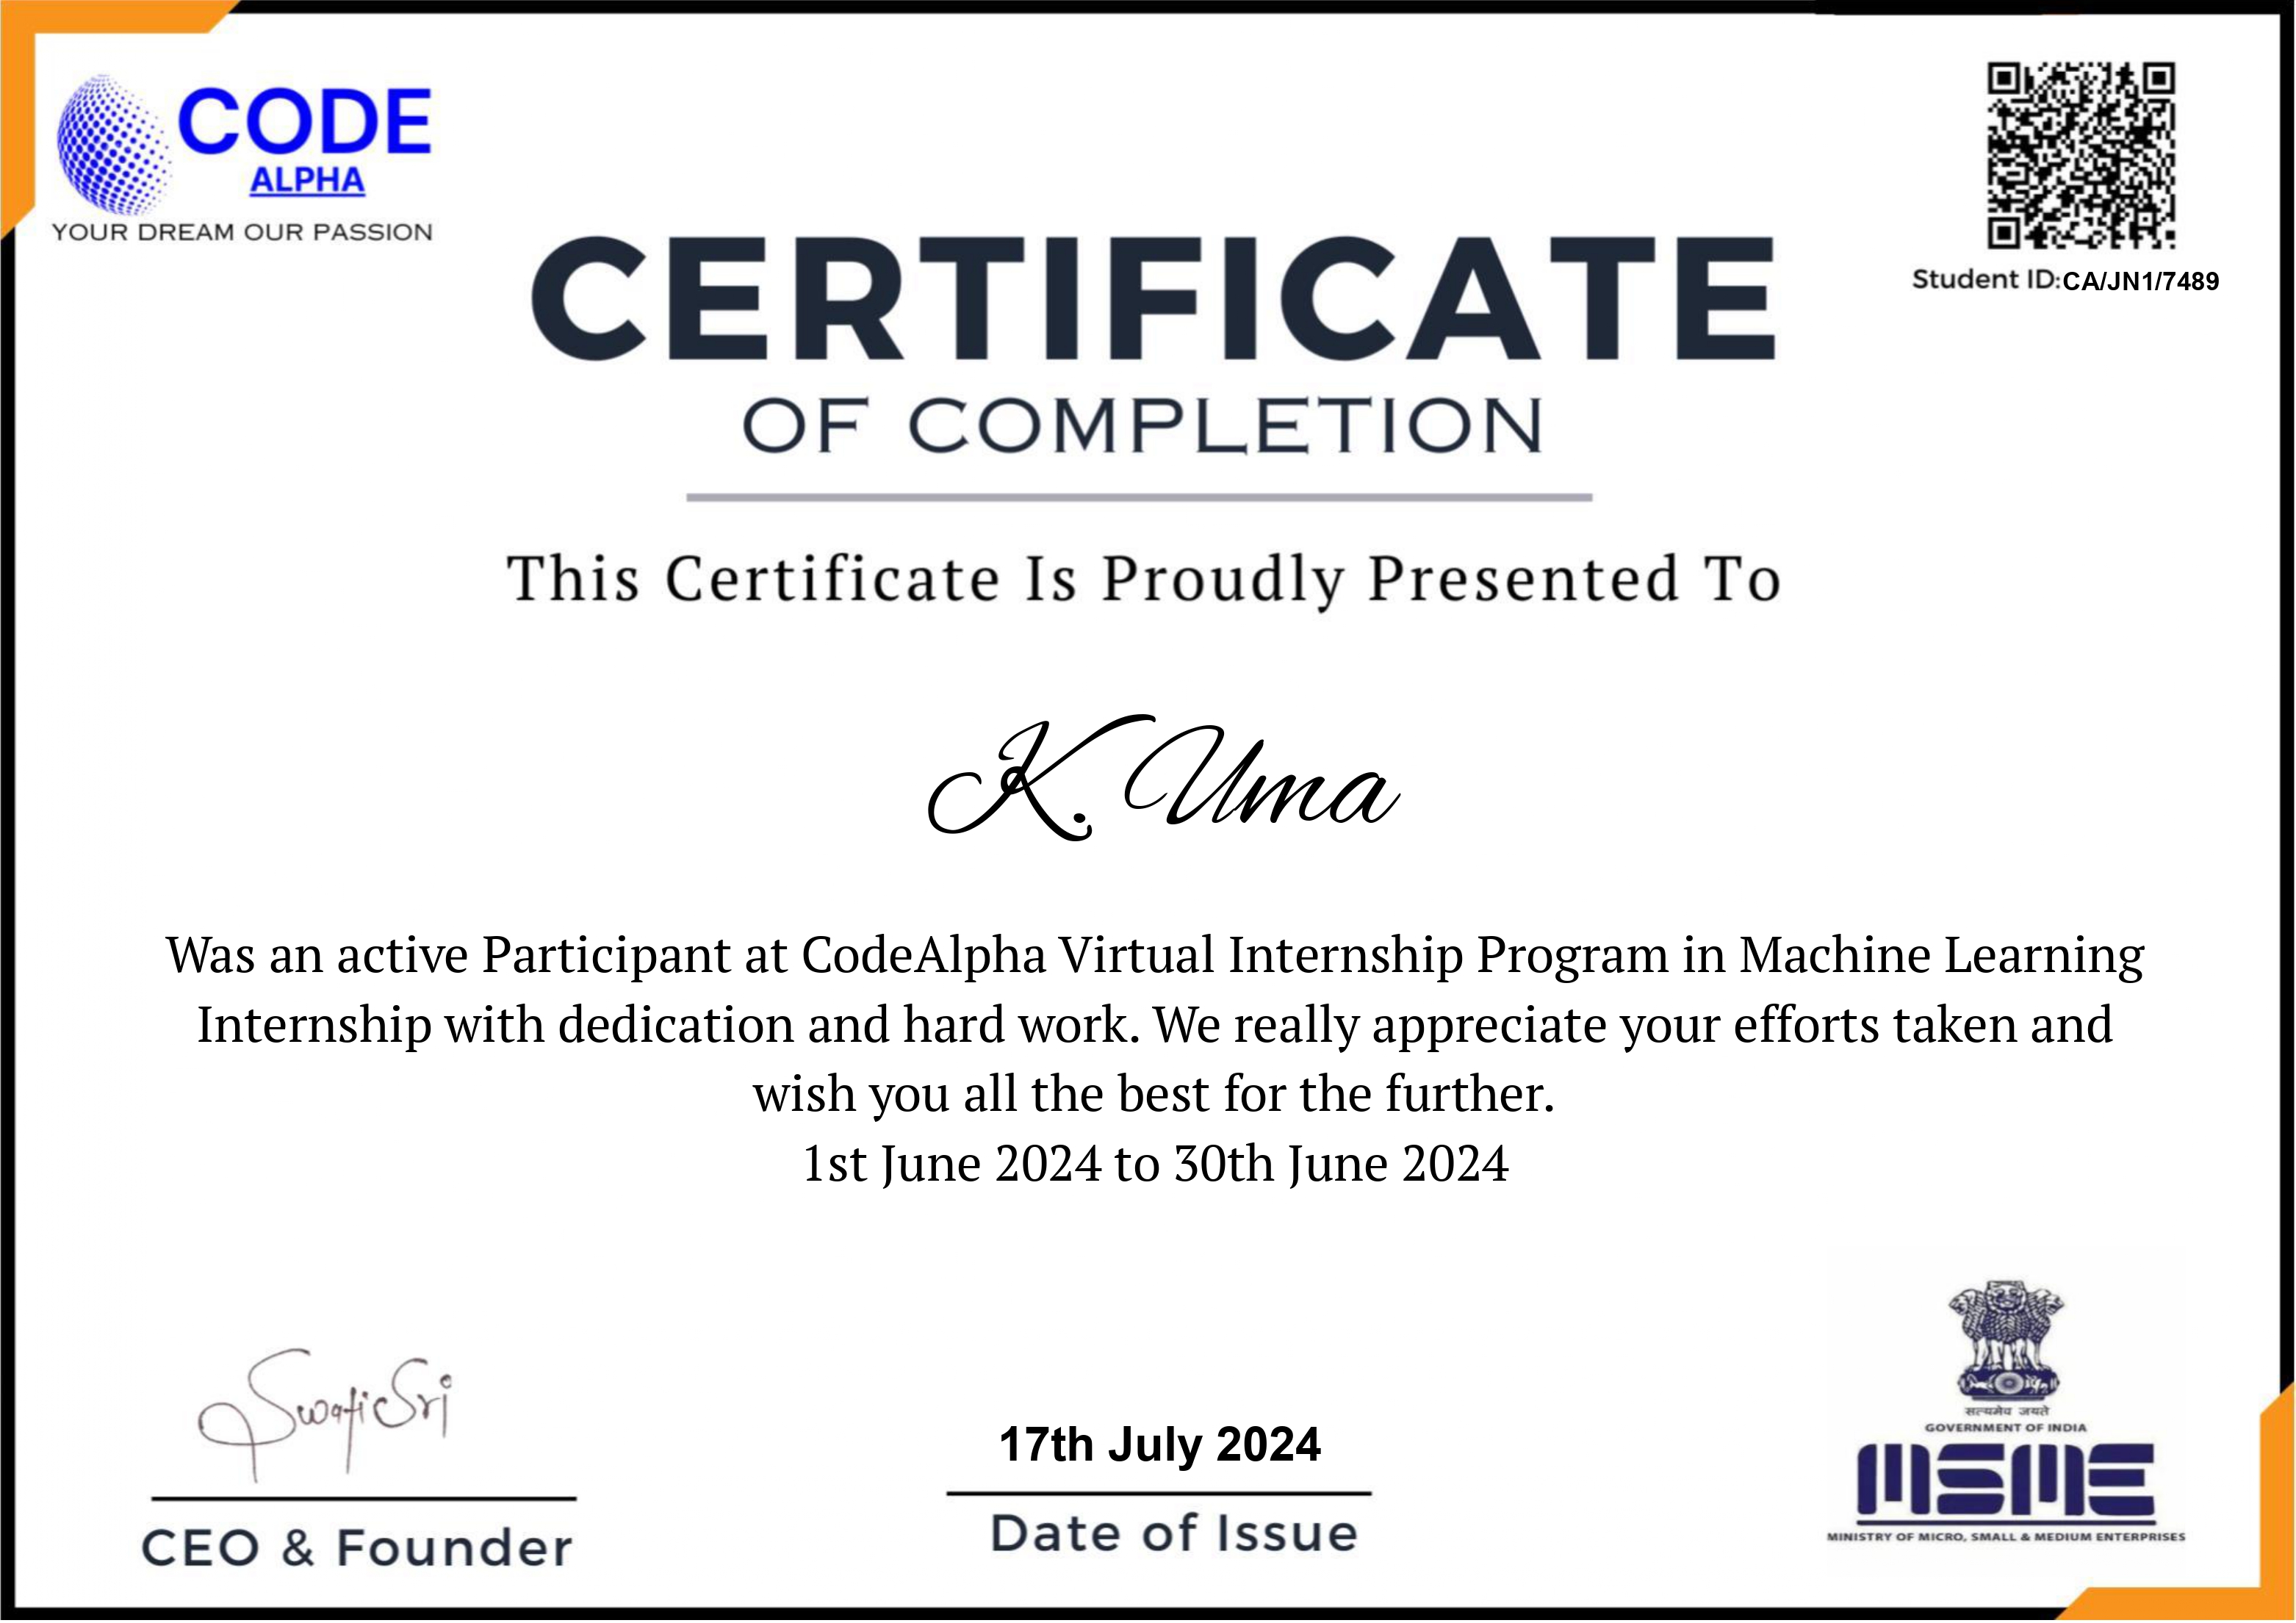 CODE
ALPHA
YOUR DREAM OUR PASSION
Student ID:CA/JN1/7489
CERTIFICATE
OF COMPLETION
This Certificate Is Proudly Presented To
K. Uma
Was an active Participant at CodeAlpha Virtual Internship Program in Machine Learning
Internship with dedication and hard work. We really appreciate your efforts taken and
wish you all the best for the further.
1st June 2024 to 30th June 2024
SwatiSri
CEO & Founder
17th July 2024
Date of Issue
सत्यमेव जयते
GOVERNMENT OF INDIA
MSME
MINISTRY OF MICRO, SMALL & MEDIUM ENTERPRISES